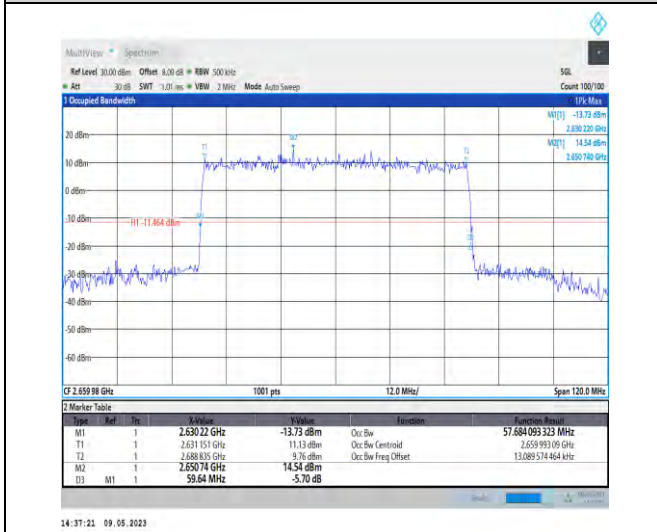 MultiView Spectrum
Ref Level 30.00 dBm Offset 8.00 dB RBW 500 kHz SGL
Att 30 dB SWT 1.01 ms VBW 2 MHz Mode Auto Sweep Count 100/100
1 Occupied Bandwidth 1Pk Max
M1[1] -13.73 dBm
2.630 220 GHz
M2[1] 14.54 dBm
2.650 740 GHz
20 dBm
M2
T1
T2
10 dBm
0 dBm
-10 dBm
M1
H1 -11.464 dBm
-20 dBm
-30 dBm
-40 dBm
-50 dBm
-60 dBm
CF 2.659 98 GHz 1001 pts 12.0 MHz/ Span 120.0 MHz
2 Marker Table
Type Ref Trc X-Value Y-Value Function Function Result
M1 1 2.630 22 GHz -13.73 dBm Occ Bw 57.684 093 323 MHz
T1 1 2.631 151 GHz 11.13 dBm Occ Bw Centroid 2.659 993 09 GHz
T2 1 2.688 835 GHz 9.76 dBm Occ Bw Freq Offset 13.089 574 464 kHz
M2 1 2.650 74 GHz 14.54 dBm
D3 M1 1 59.64 MHz -5.70 dB
14:37:21 09.05.2023